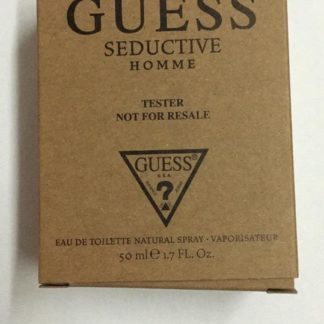 GUESS
SEDUCTIVE
HOMME
TESTER
NOT FOR RESALE
GUESS®
U.S.A.
?
EAU DE TOILETTE NATURAL SPRAY · VAPORISATEUR
50 ml ℮ 1.7 FL. Oz.